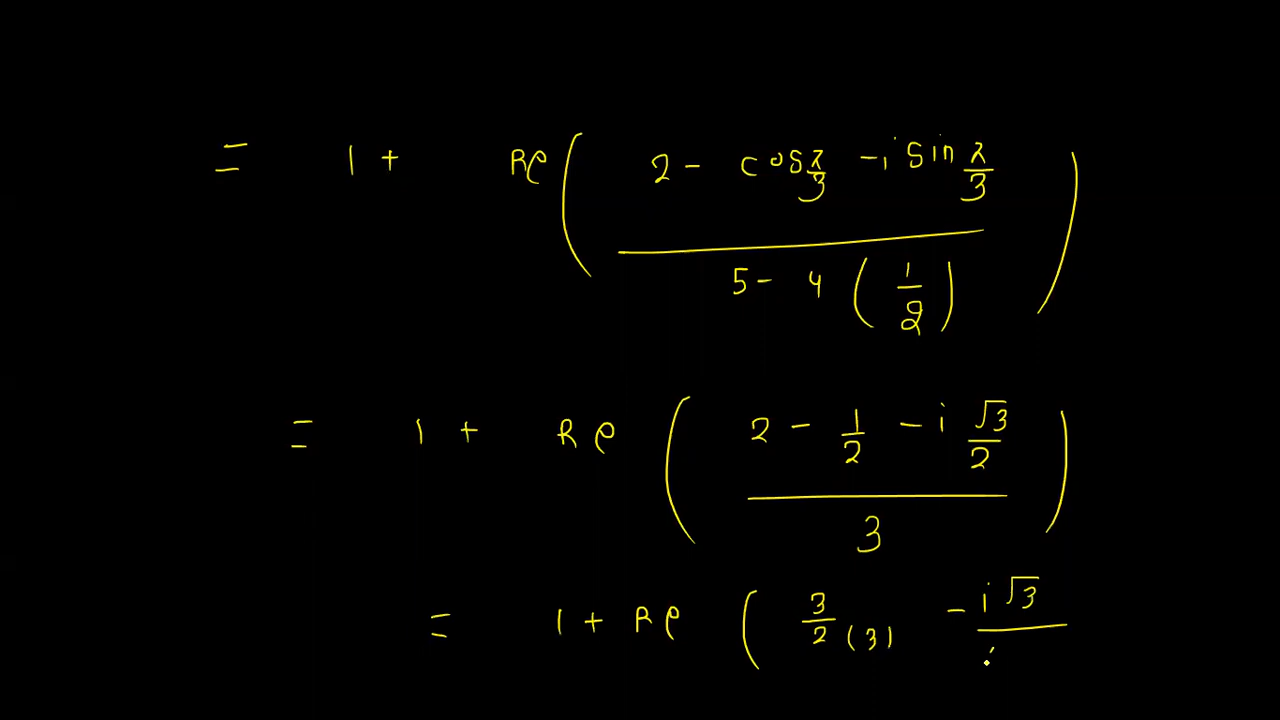 = 1 + Re( (2 - cos π/3 - i sin π/3) / (5 - 4 (1/2)) )
= 1 + Re ( (2 - 1/2 - i √3/2) / 3 )
= 1 + Re ( 3/2(3) - i√3/